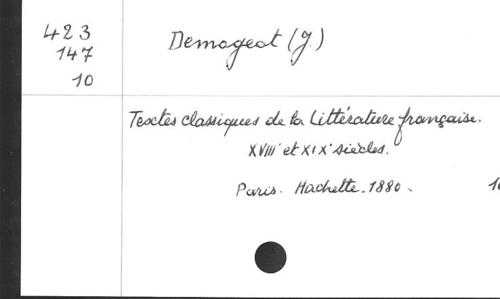 423
147
10
Demogeot (J.)
Textes classiques de la Littérature française.
XVIIIᵉ et XIXᵉ siècles.
Paris. Hachette. 1880.